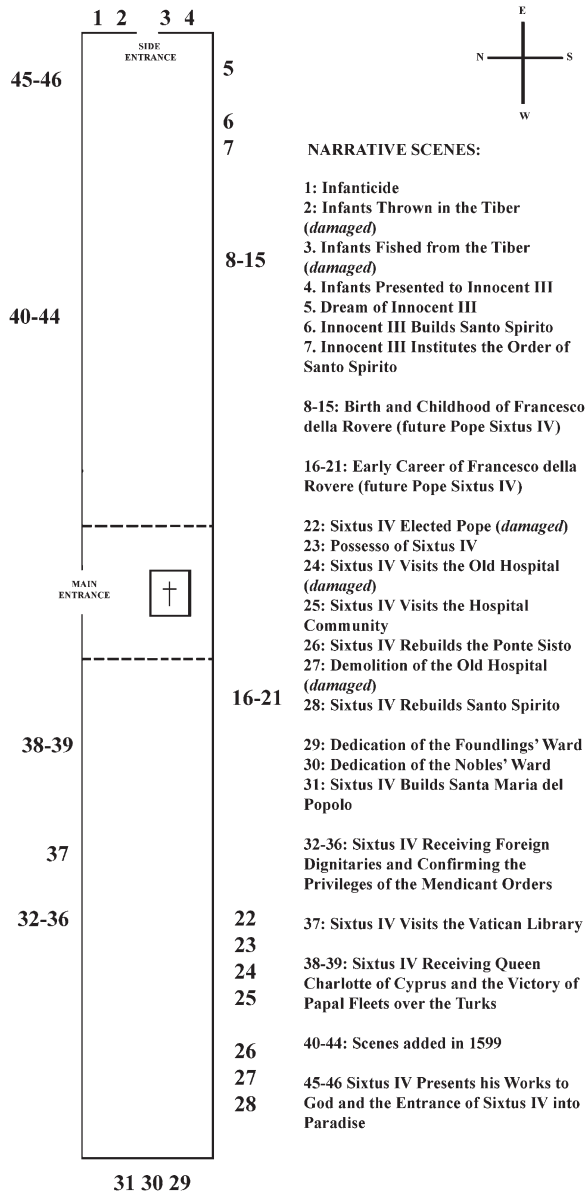 1 2 3 4
SIDE
ENTRANCE
E
N S
W
45-46
5
6
7
8-15
40-44
MAIN
ENTRANCE
16-21
38-39
37
32-36
22
23
24
25
26
27
28
31 30 29
NARRATIVE SCENES:
1: Infanticide
2: Infants Thrown in the Tiber
(damaged)
3. Infants Fished from the Tiber
(damaged)
4. Infants Presented to Innocent III
5. Dream of Innocent III
6. Innocent III Builds Santo Spirito
7. Innocent III Institutes the Order of
Santo Spirito
8-15: Birth and Childhood of Francesco
della Rovere (future Pope Sixtus IV)
16-21: Early Career of Francesco della
Rovere (future Pope Sixtus IV)
22: Sixtus IV Elected Pope (damaged)
23: Possesso of Sixtus IV
24: Sixtus IV Visits the Old Hospital
(damaged)
25: Sixtus IV Visits the Hospital
Community
26: Sixtus IV Rebuilds the Ponte Sisto
27: Demolition of the Old Hospital
(damaged)
28: Sixtus IV Rebuilds Santo Spirito
29: Dedication of the Foundlings’ Ward
30: Dedication of the Nobles’ Ward
31: Sixtus IV Builds Santa Maria del
Popolo
32-36: Sixtus IV Receiving Foreign
Dignitaries and Confirming the
Privileges of the Mendicant Orders
37: Sixtus IV Visits the Vatican Library
38-39: Sixtus IV Receiving Queen
Charlotte of Cyprus and the Victory of
Papal Fleets over the Turks
40-44: Scenes added in 1599
45-46 Sixtus IV Presents his Works to
God and the Entrance of Sixtus IV into
Paradise